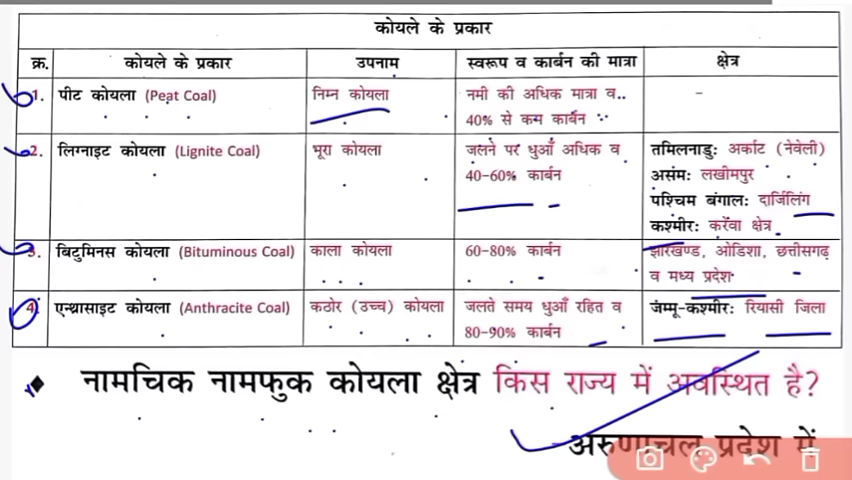 कोयले के प्रकार
क्र. कोयले के प्रकार उपनाम स्वरूप व कार्बन की मात्रा क्षेत्र
1. पीट कोयला (Peat Coal) निम्न कोयला नमी की अधिक मात्रा व -
40% से कम कार्बन
2. लिग्नाइट कोयला (Lignite Coal) भूरा कोयला जलने पर धुआँ अधिक व तमिलनाडुः अर्काट (नेवेली)
40-60% कार्बन असंमः लखीमपुर
पश्चिम बंगालः दार्जिलिंग
कश्मीरः करेंवा क्षेत्र
3. बिटुमिनस कोयला (Bituminous Coal) काला कोयला 60-80% कार्बन झारखण्ड, ओडिशा, छत्तीसगढ़
व मध्य प्रदेश
4. एन्थ्रासाइट कोयला (Anthracite Coal) कठोर (उच्च) कोयला जलते समय धुआँ रहित व जंम्मू-कश्मीरः रियासी जिला
80-90% कार्बन
नामचिक नामफुक कोयला क्षेत्र किस राज्य में अवस्थित है?
अरुणाचल प्रदेश में